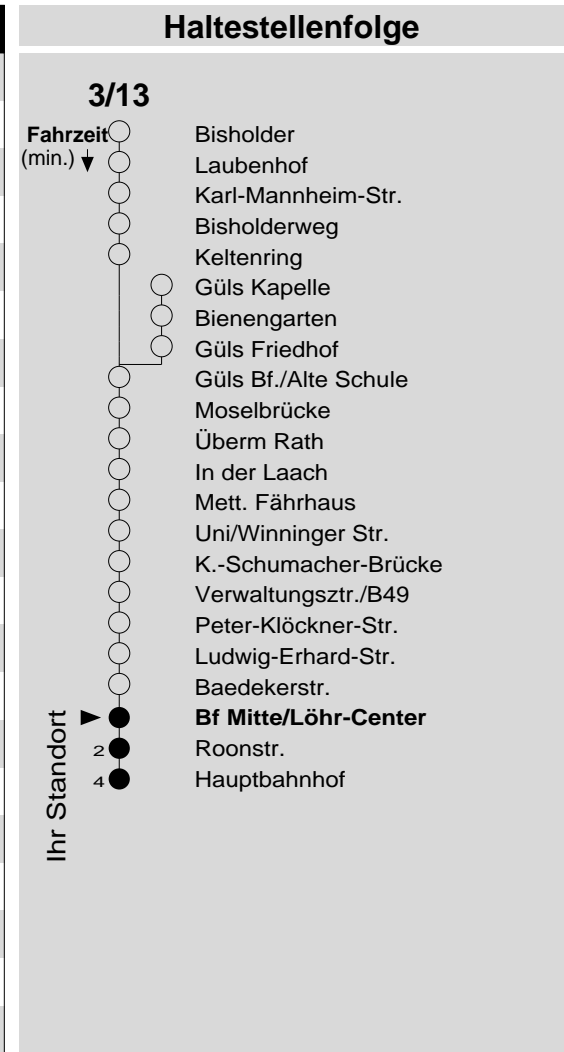 Haltestellenfolge
3/13
Fahrzeit Bisholder
(min.) Laubenhof
Karl-Mannheim-Str.
Bisholderweg
Keltenring
Güls Kapelle
Bienengarten
Güls Friedhof
Güls Bf./Alte Schule
Moselbrücke
Überm Rath
In der Laach
Mett. Fährhaus
Uni/Winninger Str.
K.-Schumacher-Brücke
Verwaltungsztr./B49
Peter-Klöckner-Str.
Ludwig-Erhard-Str.
Baedekerstr.
Bf Mitte/Löhr-Center
2 Roonstr.
4 Hauptbahnhof
Ihr Standort